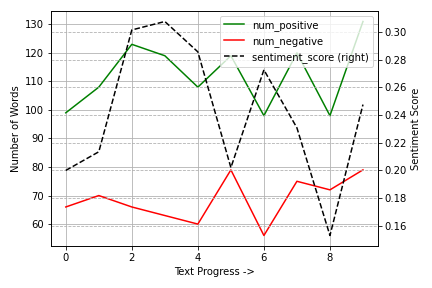 num_positive
num_negative
sentiment_score (right)
130
120
110
100
90
80
70
60
Number of Words
0.30
0.28
0.26
0.24
0.22
0.20
0.18
0.16
Sentiment Score
0 2 4 6 8
Text Progress ->